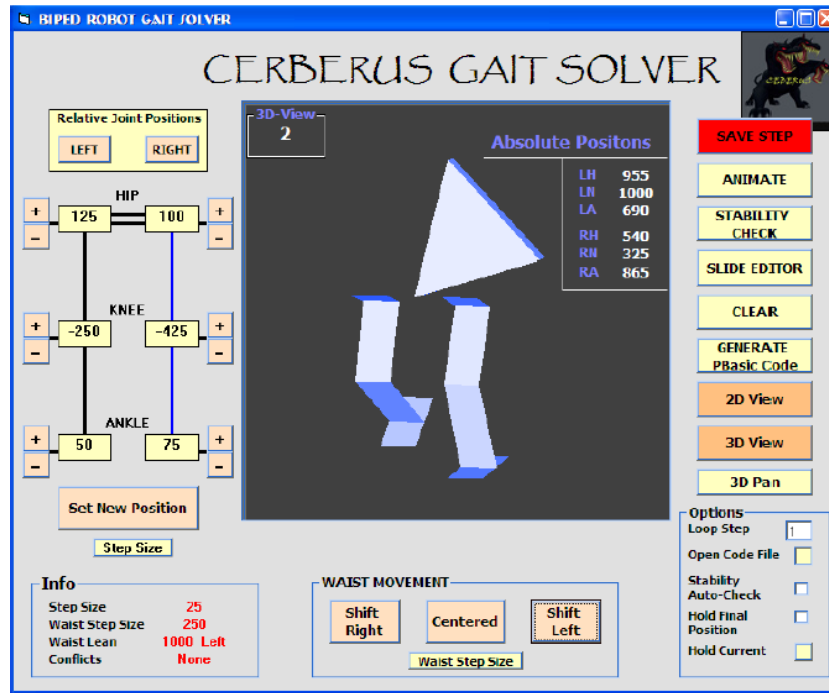 BIPED ROBOT GAIT SOLVER
CERBERUS GAIT SOLVER
CERBERUS
Relative Joint Positions
LEFT RIGHT
HIP
+ 125 100 +
- -
KNEE
+ -250 -425 +
- -
ANKLE
+ 50 75 +
- -
Set New Position
Step Size
3D-View
2
Absolute Positons
LH 955
LN 1000
LA 690
RH 540
RN 325
RA 865
SAVE STEP
ANIMATE
STABILITY
CHECK
SLIDE EDITOR
CLEAR
GENERATE
PBasic Code
2D View
3D View
3D Pan
Info
Step Size 25
Waist Step Size 250
Waist Lean 1000 Left
Conflicts None
WAIST MOVEMENT
Shift
Right
Centered
Shift
Left
Waist Step Size
Options
Loop Step 1
Open Code File
Stability
Auto-Check
Hold Final
Position
Hold Current